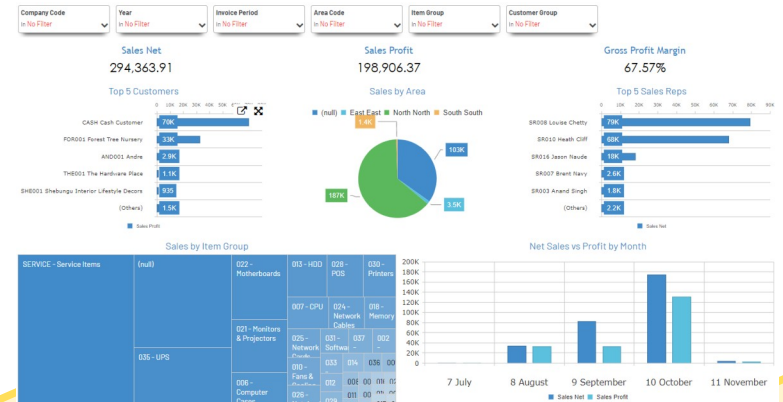 Company Code
in No Filter
Year
in No Filter
Invoice Period
in No Filter
Area Code
in No Filter
Item Group
in No Filter
Customer Group
in No Filter
Sales Net
294,363.91
Sales Profit
198,906.37
Gross Profit Margin
67.57%
Top 5 Customers
0 10K 20K 30K 40K 50K
CASH Cash Customer 70K
FOR001 Forest Tree Nursery 33K
AND001 Andre 2.9K
THE001 The Hardware Place 1.1K
SHE001 Shebungu Interior Lifestyle Decors 935
(Others) 1.5K
Sales Profit
Sales by Area
(null) East East North North South South
1.4K
103K
187K
3.5K
Top 5 Sales Reps
0 10K 20K 30K 40K 50K 60K 70K 80K 90K
SR008 Louise Chetty 79K
SR010 Heath Cliff 68K
SR016 Jason Naude 18K
SR007 Brent Navy 2.6K
SR003 Anand Singh 1.8K
(Others) 2.2K
Sales Net
Sales by Item Group
SERVICE - Service Items
(null)
035 - UPS
022 -
Motherboards
021 - Monitors
& Projectors
006 -
Computer
Cases
013 - HDD
028 -
POS
030 -
Printers
007 - CPU
024 -
Network
Cables
018 -
Memory
025 -
Network
Cards
031 -
Softwar
037
-
002
-
010 -
Fans &
033
014
036
00
012
008
00
026 -
029
011
00
Net Sales vs Profit by Month
200K
180K
160K
140K
120K
100K
80K
60K
40K
20K
0
7 July
8 August
9 September
10 October
11 November
Sales Net Sales Profit